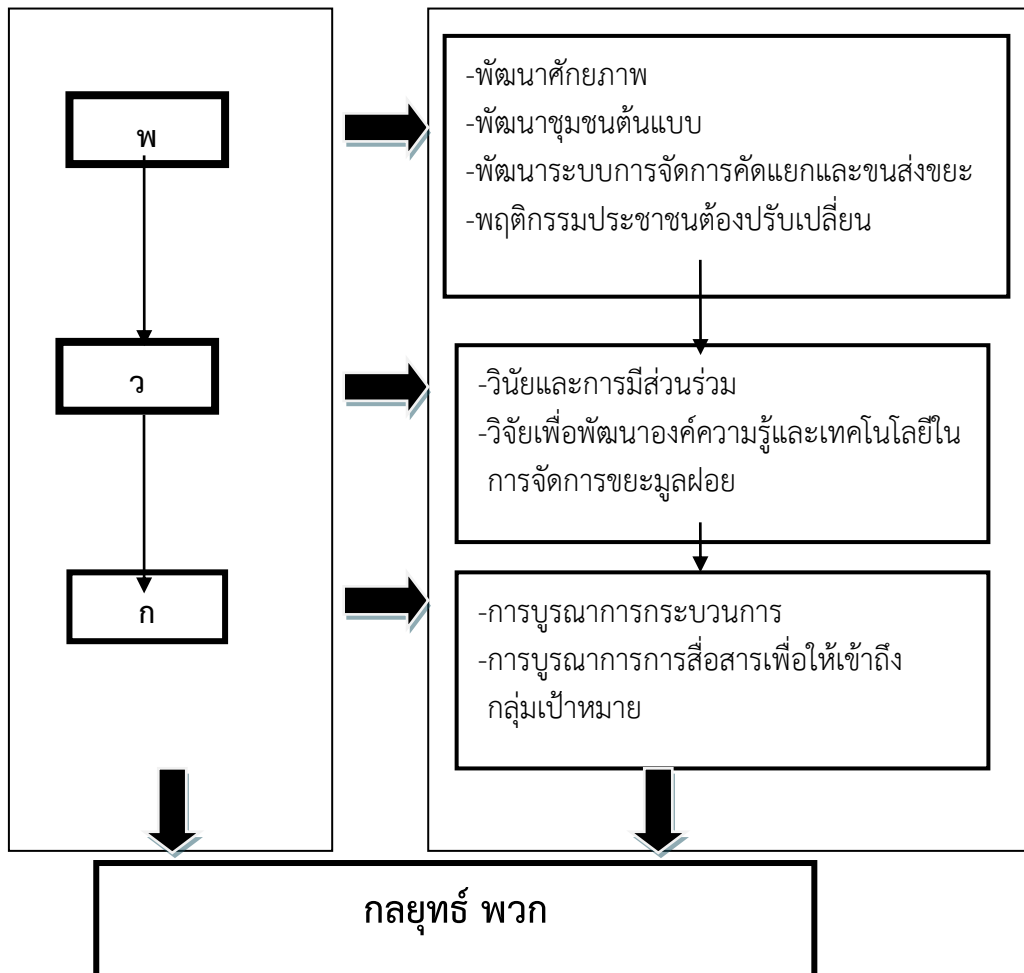 พ
-พัฒนาศักยภาพ
-พัฒนาชุมชนต้นแบบ
-พัฒนาระบบการจัดการคัดแยกและขนส่งขยะ
-พฤติกรรมประชาชนต้องปรับเปลี่ยน
ว
-วินัยและการมีส่วนร่วม
-วิจัยเพื่อพัฒนาองค์ความรู้และเทคโนโลยีใน
การจัดการขยะมูลฝอย
ก
-การบูรณาการกระบวนการ
-การบูรณาการการสื่อสารเพื่อให้เข้าถึง
กลุ่มเป้าหมาย
กลยุทธ์ พวก